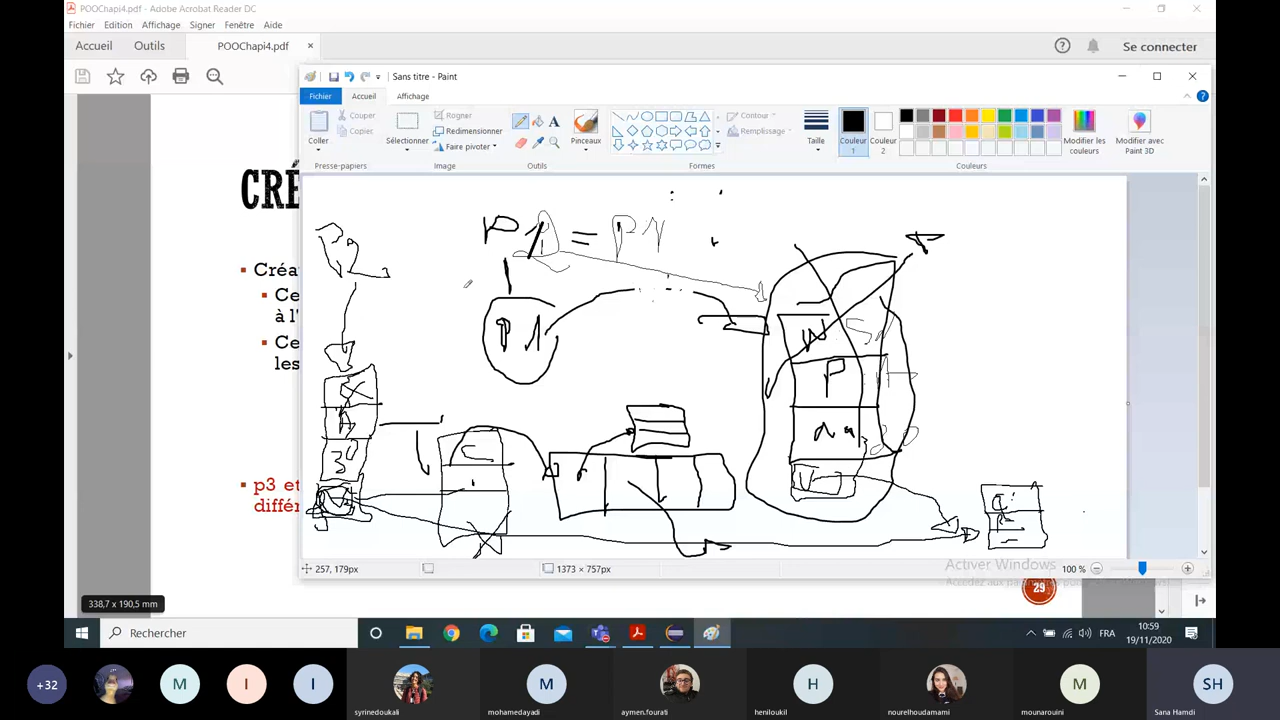 POOChapi4.pdf - Adobe Acrobat Reader DC
Fichier Edition Affichage Signer Fenêtre Aide
Accueil Outils POOChapi4.pdf × Se connecter
Sans titre - Paint
Fichier Accueil Affichage
Coller
Couper
Copier
Presse-papiers
Sélectionner
Rogner
Redimensionner
Faire pivoter
Image
Outils
Pinceaux
Formes
Contour
Remplissage
Taille
Couleur 1
Couleur 2
Modifier les couleurs
Couleurs
Modifier avec Paint 3D
CRÉ
Créa
Ce
à l'
Ce
les
p3 et
différ
P1 = PN
P1
N
P
257, 179px
1373 × 757px
100 %
Activer Windows
338,7 x 190,5 mm
29
Rechercher
FRA
10:59
19/11/2020
+32
M
I
I
syrinedoukali
M
mohamedayadi
aymen.fourati
H
heniloukil
nourelhoudamami
M
mounarouini
SH
Sana Hamdi